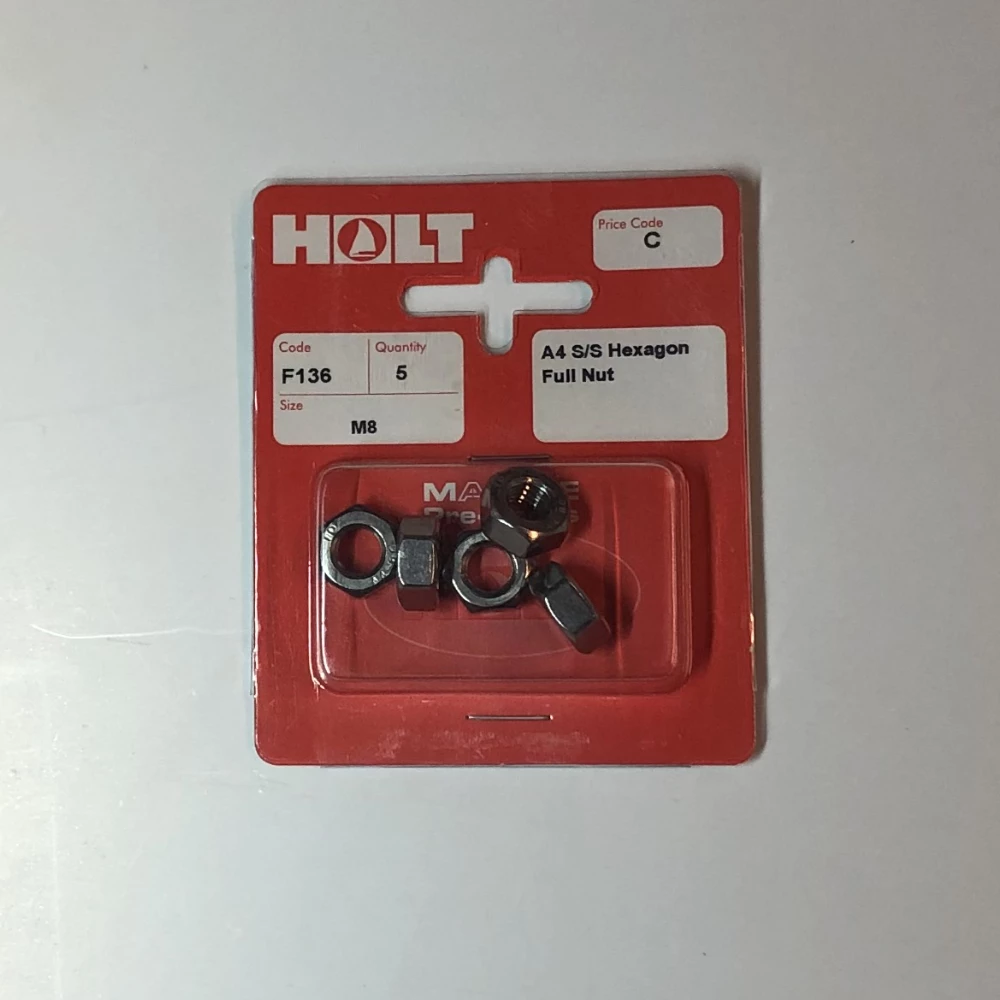 HOLT
Price Code
C
Code
F136
Quantity
5
Size
M8
A4 S/S Hexagon
Full Nut